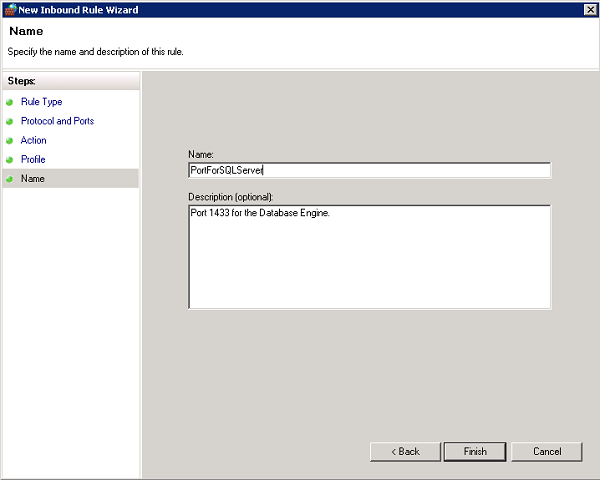 New Inbound Rule Wizard
Name
Specify the name and description of this rule.
Steps:
Rule Type
Protocol and Ports
Action
Profile
Name
Name:
PortForSQLServer
Description (optional):
Port 1433 for the Database Engine.
< Back
Finish
Cancel